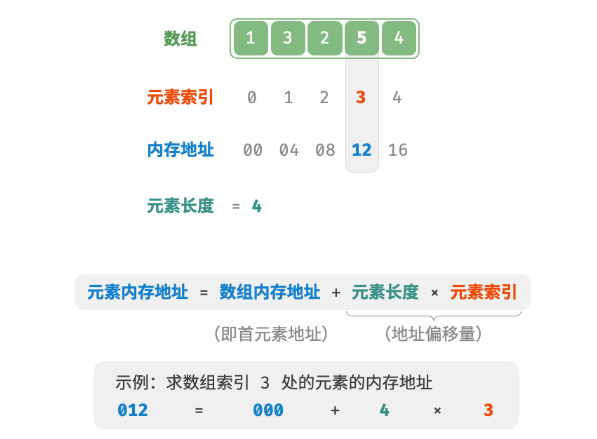 数组 1 3 2 5 4
元素索引 0 1 2 3 4
内存地址 00 04 08 12 16
元素长度 = 4
元素内存地址 = 数组内存地址 + 元素长度 × 元素索引
（即首元素地址） （地址偏移量）
示例：求数组索引 3 处的元素的内存地址
012 = 000 + 4 × 3